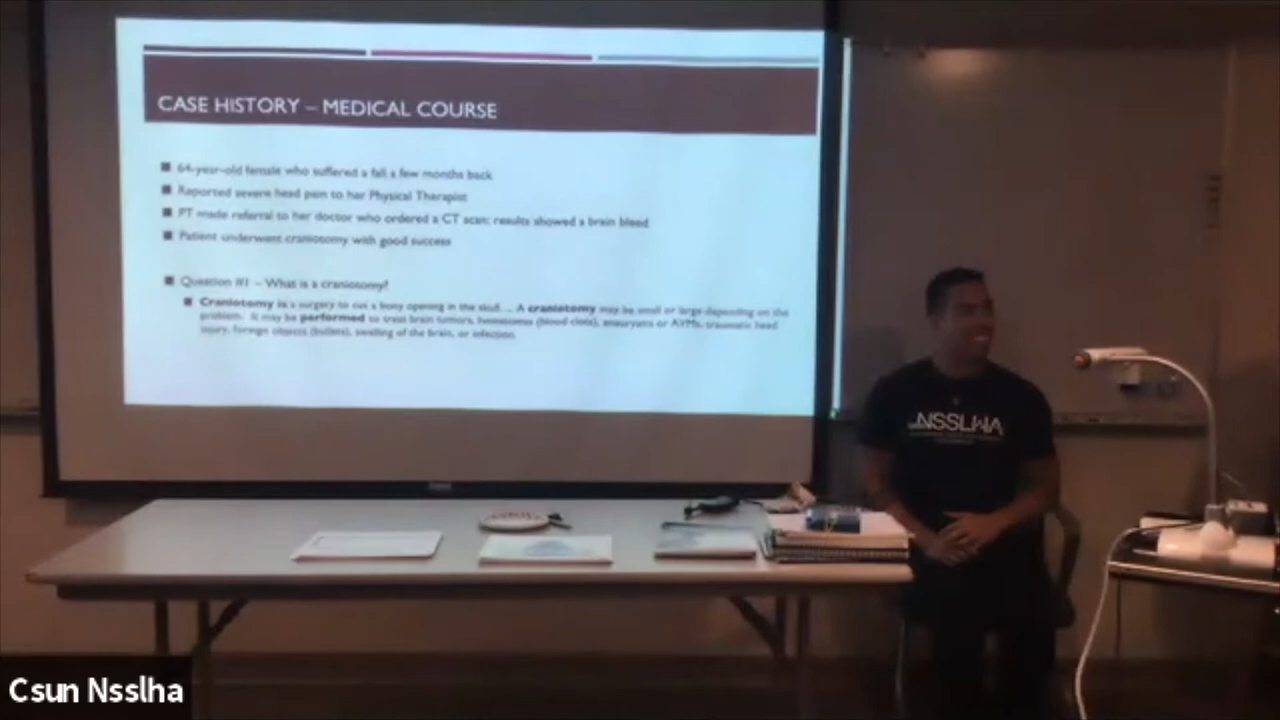 CASE HISTORY – MEDICAL COURSE
64-year-old female who suffered a fall a few months back
Reported severe head pain to her Physical Therapist
PT made referral to her doctor who ordered a CT scan; results showed a brain bleed
Patient underwent craniotomy with good success
Question #1 – What is a craniotomy?
Craniotomy is a surgery to cut a bony opening in the skull. ... A craniotomy may be small or large depending on the
problem. It may be performed to treat brain tumors, hematomas (blood clots), aneurysms or AVMs, traumatic head
injury, foreign objects (bullets), swelling of the brain, or infection.
NSSLHA
Csun Nsslha